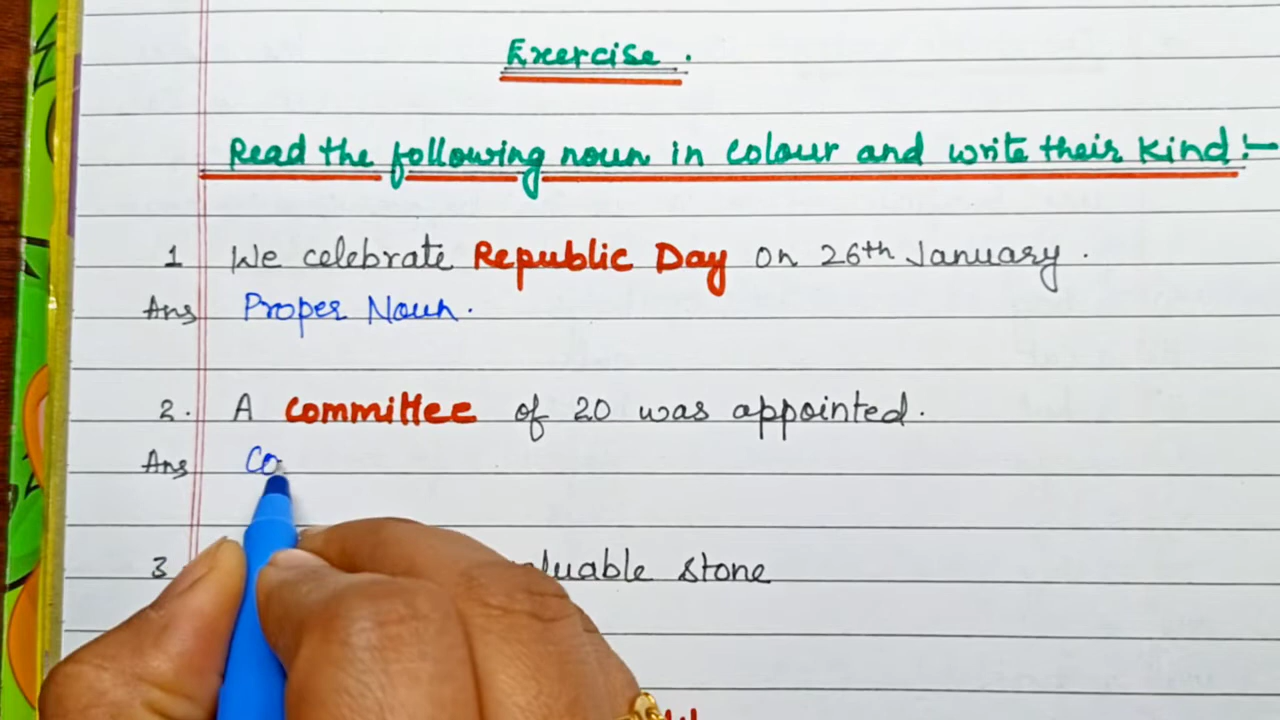 Exercise.
Read the following noun in colour and write their kind:-
1 We celebrate Republic Day on 26th January.
Ans Proper Noun.
2. A committee of 20 was appointed.
Ans Co
3 stone